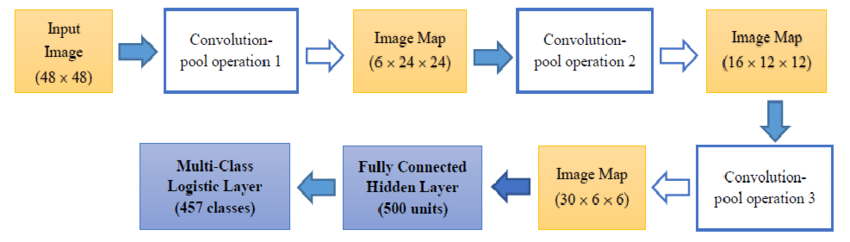 Input
Image
(48 × 48)
Convolution-
pool operation 1
Image Map
(6 × 24 × 24)
Convolution-
pool operation 2
Image Map
(16 × 12 × 12)
Convolution-
pool operation 3
Image Map
(30 × 6 × 6)
Fully Connected
Hidden Layer
(500 units)
Multi-Class
Logistic Layer
(457 classes)